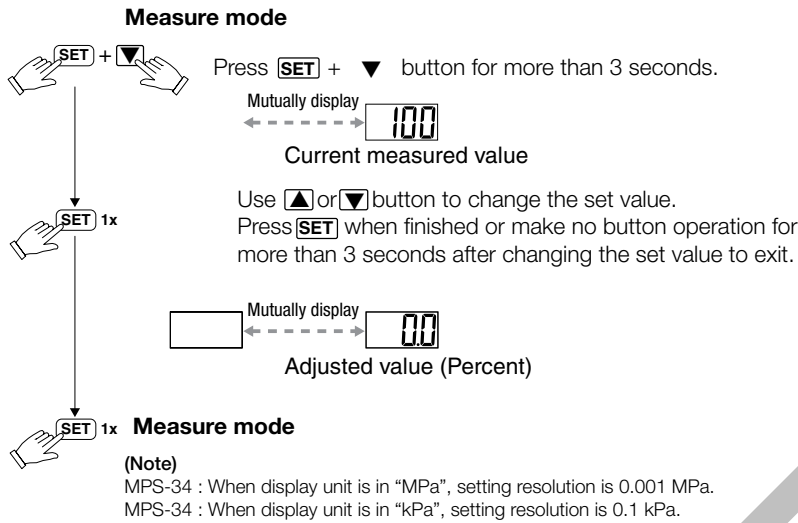 Measure mode
SET + ▼
Press SET + ▼ button for more than 3 seconds.
Mutually display
100
Current measured value
SET 1x
Use ▲ or ▼ button to change the set value.
Press SET when finished or make no button operation for
more than 3 seconds after changing the set value to exit.
Mutually display
0.0
Adjusted value (Percent)
SET 1x Measure mode
(Note)
MPS-34 : When display unit is in “MPa”, setting resolution is 0.001 MPa.
MPS-34 : When display unit is in “kPa”, setting resolution is 0.1 kPa.